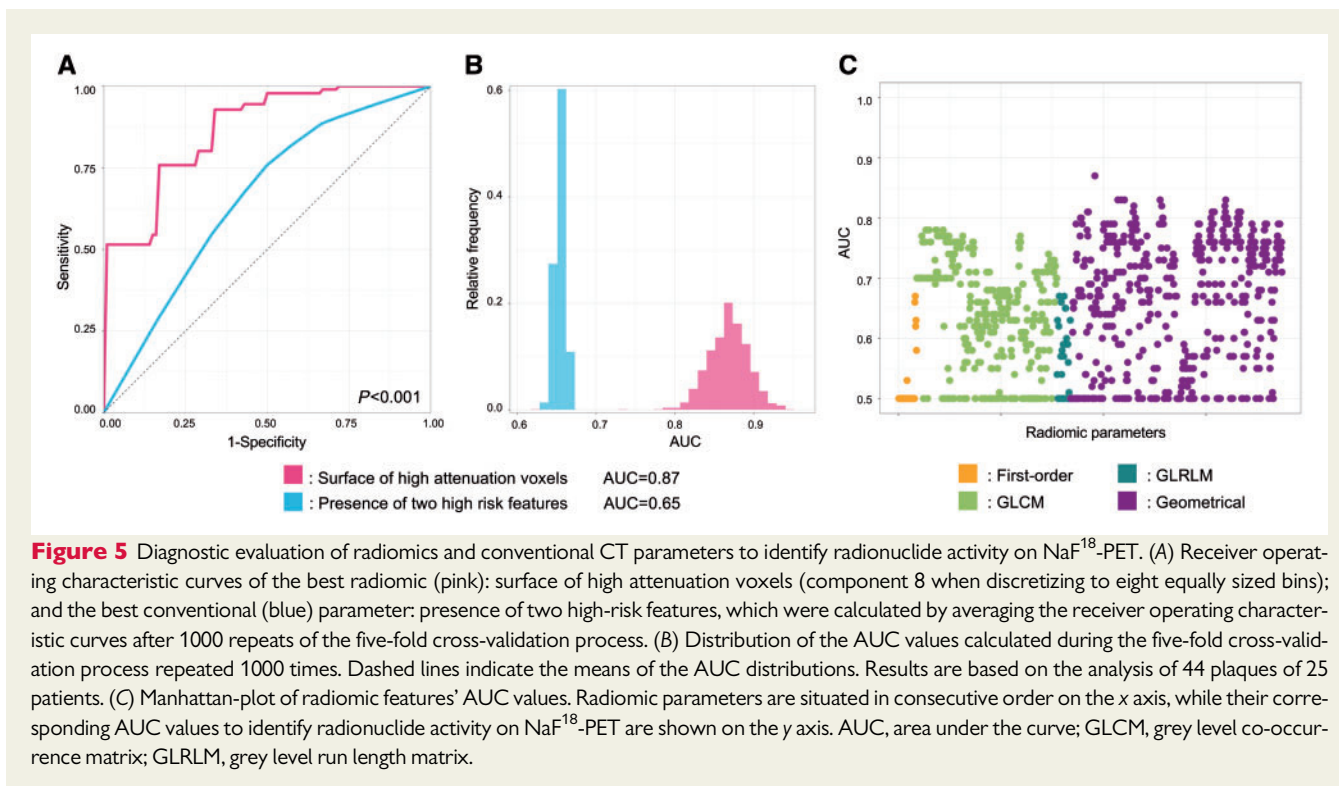 A
B
C
1.00
0.75
0.50
0.25
0.00
Sensitivity
0.00 0.25 0.50 0.75 1.00
1-Specificity
P<0.001
0.6
0.4
0.2
0.0
Relative frequency
0.6 0.7 0.8 0.9
AUC
1.0
0.9
0.8
0.7
0.6
0.5
AUC
Radiomic parameters
: Surface of high attenuation voxels AUC=0.87
: Presence of two high risk features AUC=0.65
: First-order : GLRLM
: GLCM : Geometrical
Figure 5 Diagnostic evaluation of radiomics and conventional CT parameters to identify radionuclide activity on NaF18-PET. (A) Receiver operat-
ing characteristic curves of the best radiomic (pink): surface of high attenuation voxels (component 8 when discretizing to eight equally sized bins);
and the best conventional (blue) parameter: presence of two high-risk features, which were calculated by averaging the receiver operating character-
istic curves after 1000 repeats of the five-fold cross-validation process. (B) Distribution of the AUC values calculated during the five-fold cross-valid-
ation process repeated 1000 times. Dashed lines indicate the means of the AUC distributions. Results are based on the analysis of 44 plaques of 25
patients. (C) Manhattan-plot of radiomic features' AUC values. Radiomic parameters are situated in consecutive order on the x axis, while their corre-
sponding AUC values to identify radionuclide activity on NaF18-PET are shown on the y axis. AUC, area under the curve; GLCM, grey level co-occur-
rence matrix; GLRLM, grey level run length matrix.